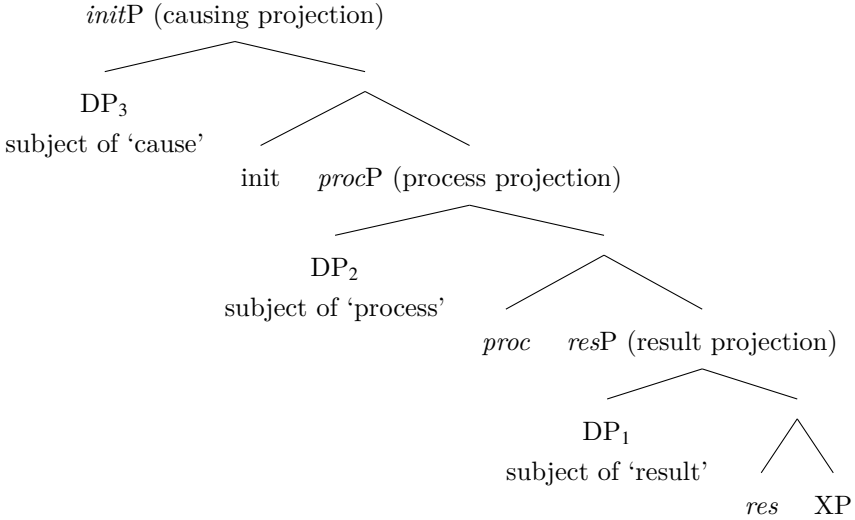 initP (causing projection)
DP₃
subject of ‘cause’
init procP (process projection)
DP₂
subject of ‘process’
proc resP (result projection)
DP₁
subject of ‘result’
res XP